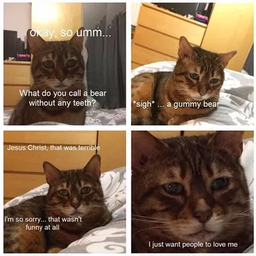 okay, so umm...
What do you call a bear
without any teeth?
*sigh* ... a gummy bear
Jesus Christ, that was terrible
I'm so sorry... that wasn't
funny at all
I just want people to love me